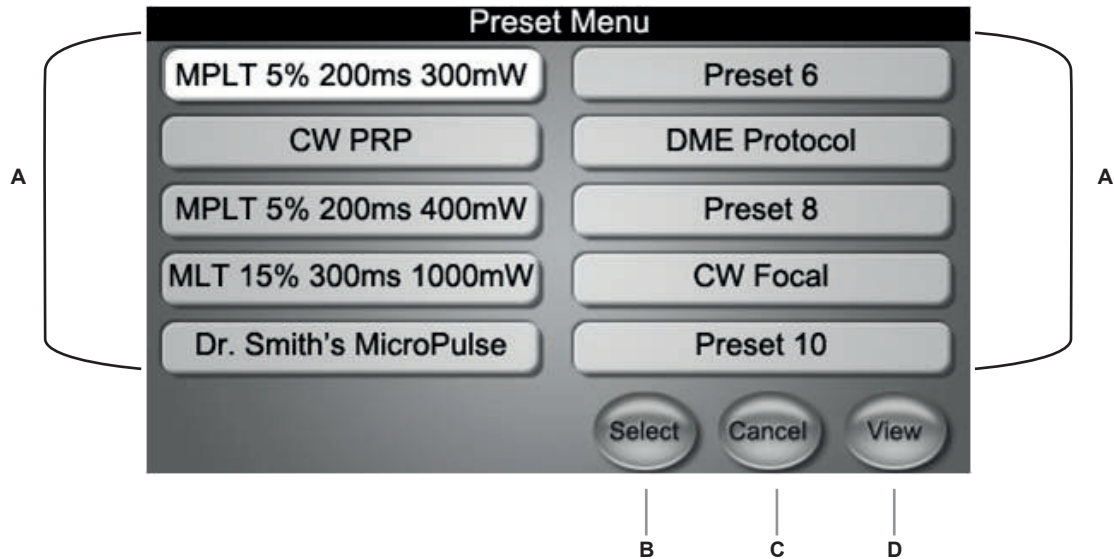 Preset Menu
MPLT 5% 200ms 300mW
CW PRP
MPLT 5% 200ms 400mW
MLT 15% 300ms 1000mW
Dr. Smith's MicroPulse
Preset 6
DME Protocol
Preset 8
CW Focal
Preset 10
Select Cancel View
A
A
B C D